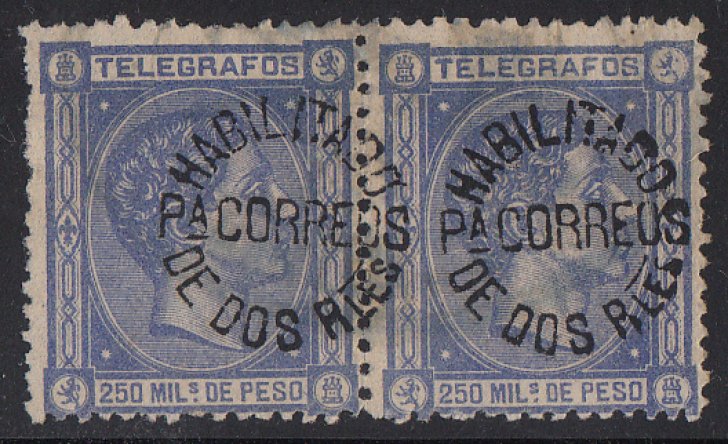 TELEGRAFOS
HABILITADO
PA CORREOS
DE DOS RLES
250 MILS DE PESO
TELEGRAFOS
HABILITADO
PA CORREOS
DE DOS RLES
250 MILS DE PESO